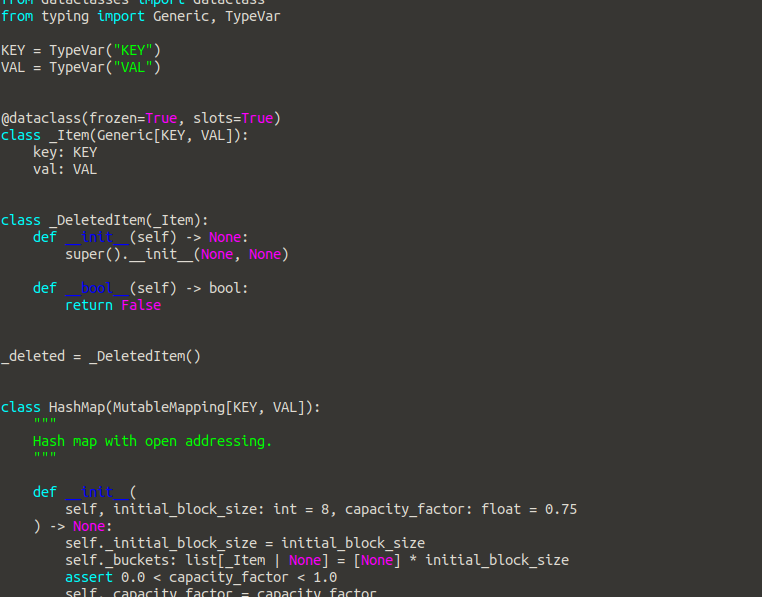 from dataclasses import dataclass
from typing import Generic, TypeVar
KEY = TypeVar("KEY")
VAL = TypeVar("VAL")
@dataclass(frozen=True, slots=True)
class _Item(Generic[KEY, VAL]):
    key: KEY
    val: VAL
class _DeletedItem(_Item):
    def __init__(self) -> None:
        super().__init__(None, None)
    def __bool__(self) -> bool:
        return False
_deleted = _DeletedItem()
class HashMap(MutableMapping[KEY, VAL]):
    """
    Hash map with open addressing.
    """
    def __init__(
        self, initial_block_size: int = 8, capacity_factor: float = 0.75
    ) -> None:
        self._initial_block_size = initial_block_size
        self._buckets: list[_Item | None] = [None] * initial_block_size
        assert 0.0 < capacity_factor < 1.0
        self._capacity_factor = capacity_factor